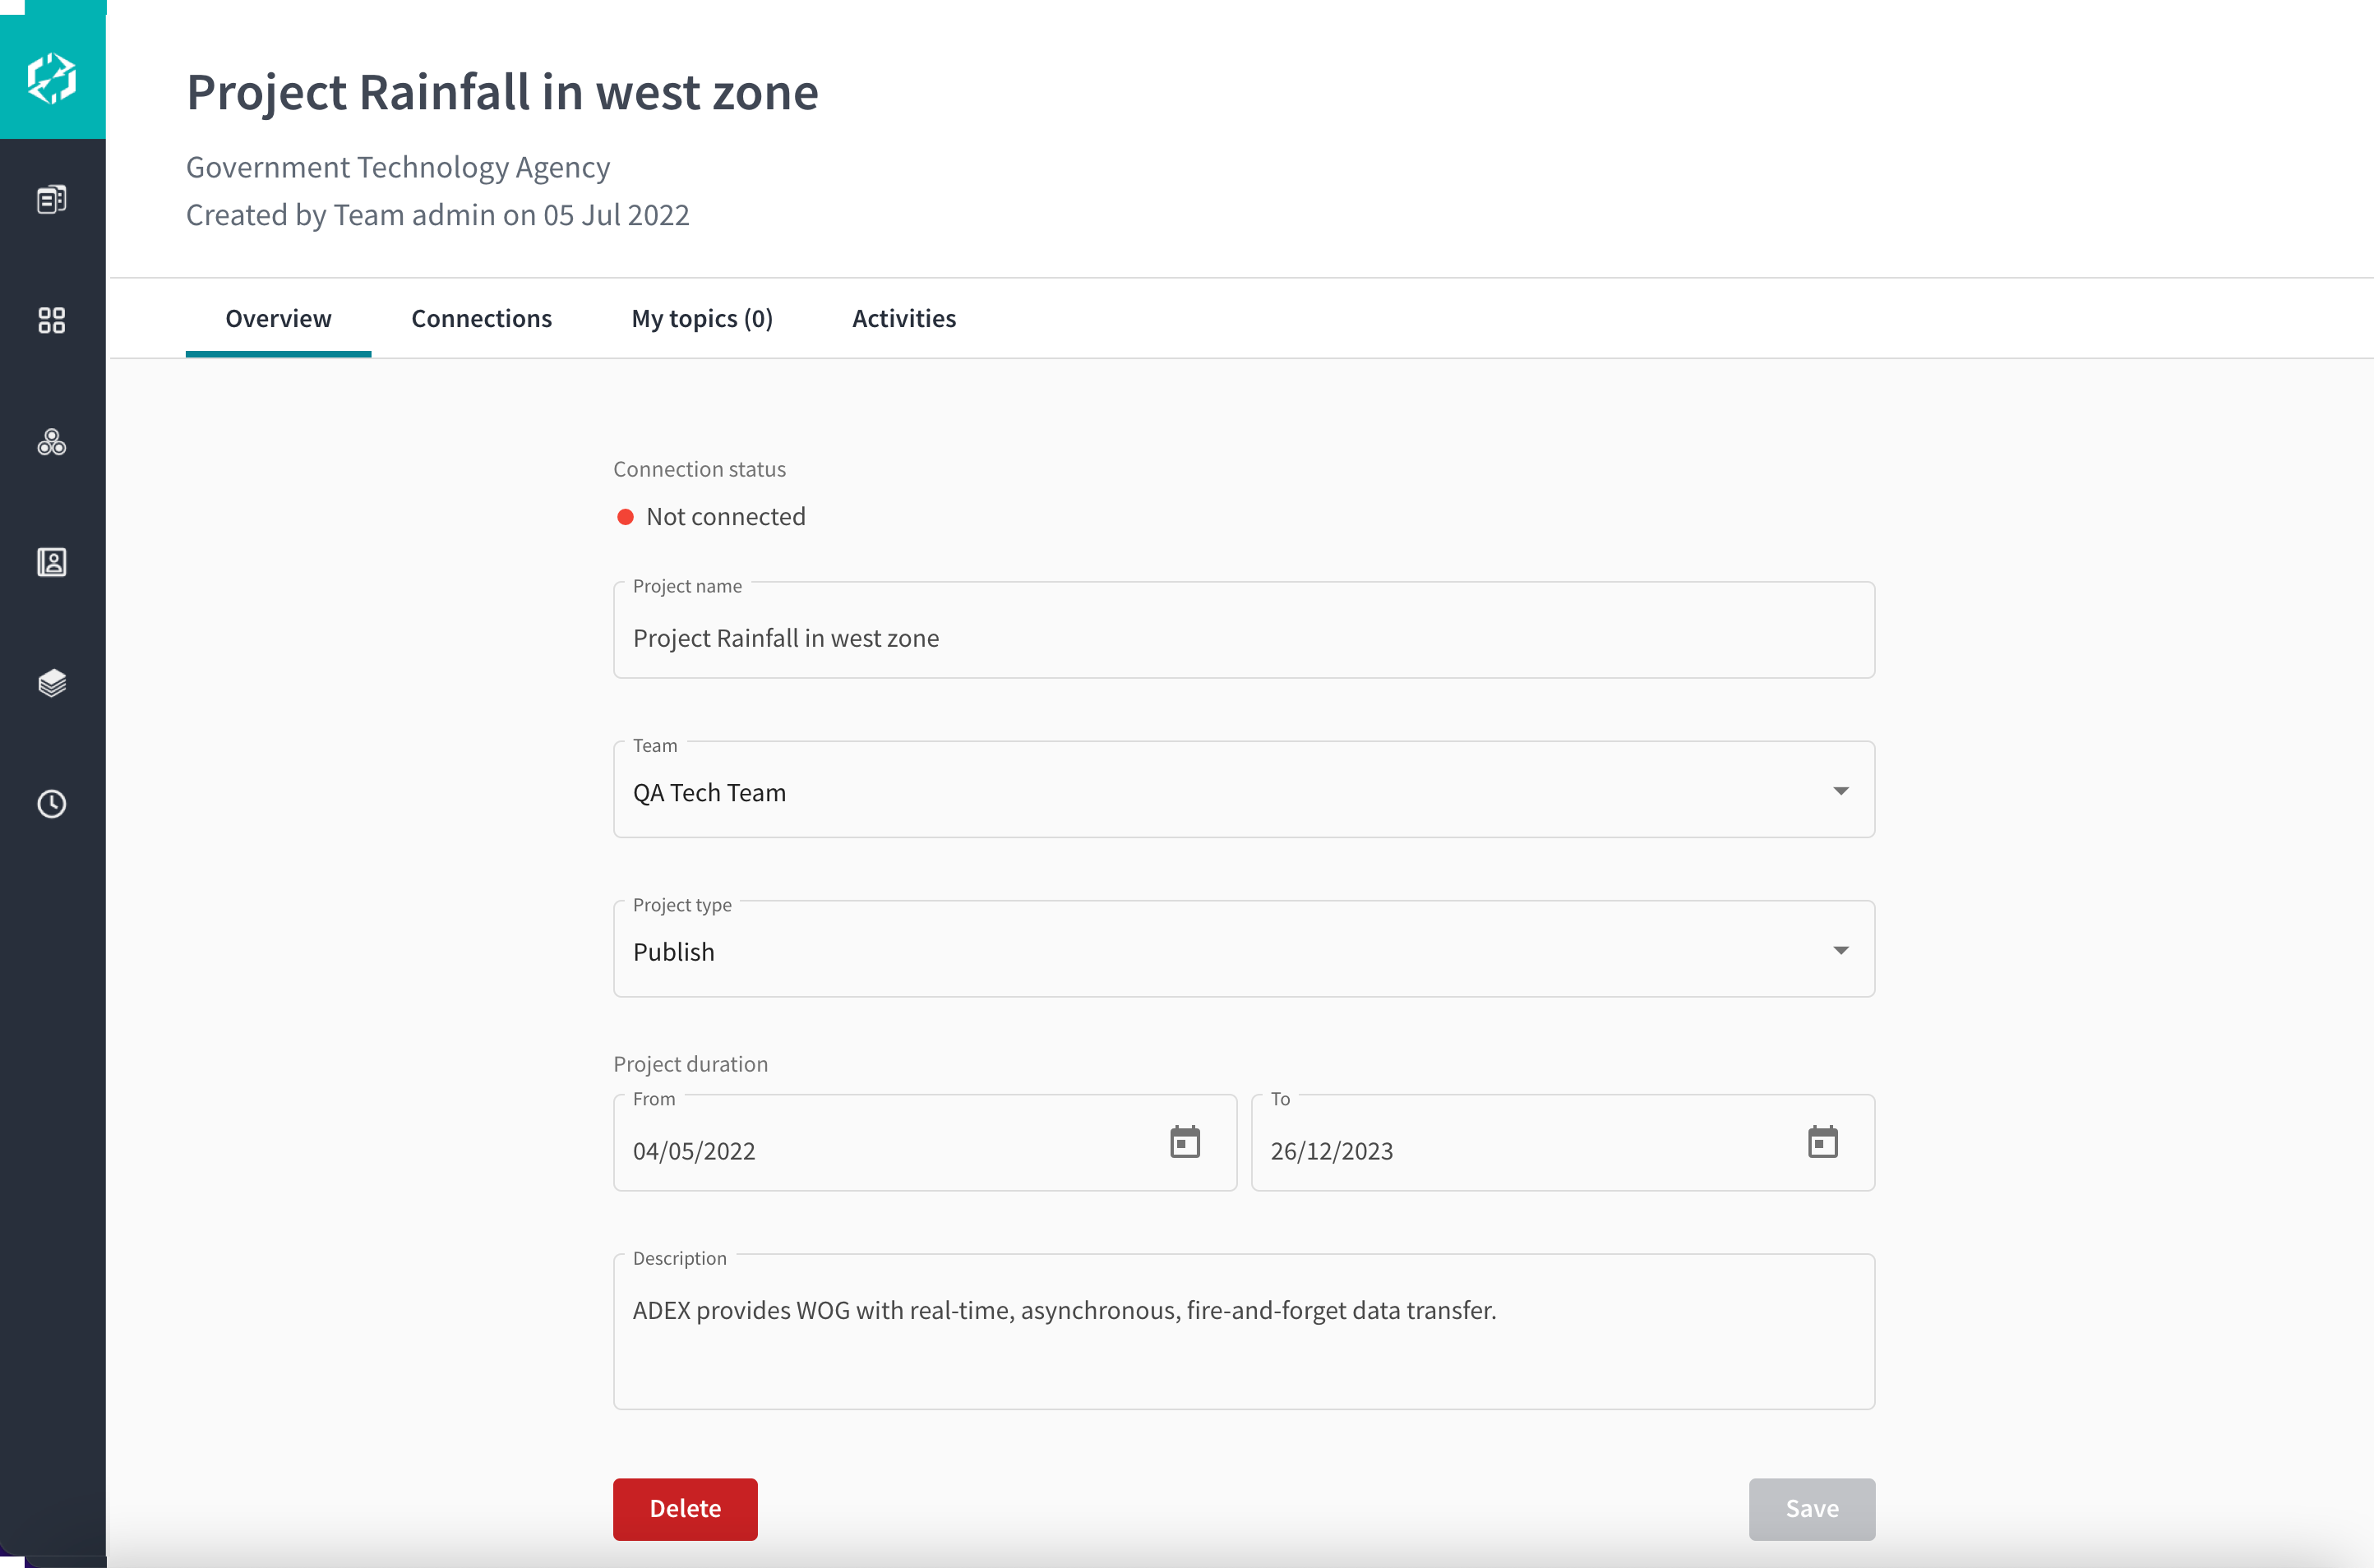 Project Rainfall in west zone
Government Technology Agency
Created by Team admin on 05 Jul 2022
Overview Connections My topics (0) Activities
Connection status
Not connected
Project name
Project Rainfall in west zone
Team
QA Tech Team
Project type
Publish
Project duration
From To
04/05/2022 26/12/2023
Description
ADEX provides WOG with real-time, asynchronous, fire-and-forget data transfer.
Delete Save